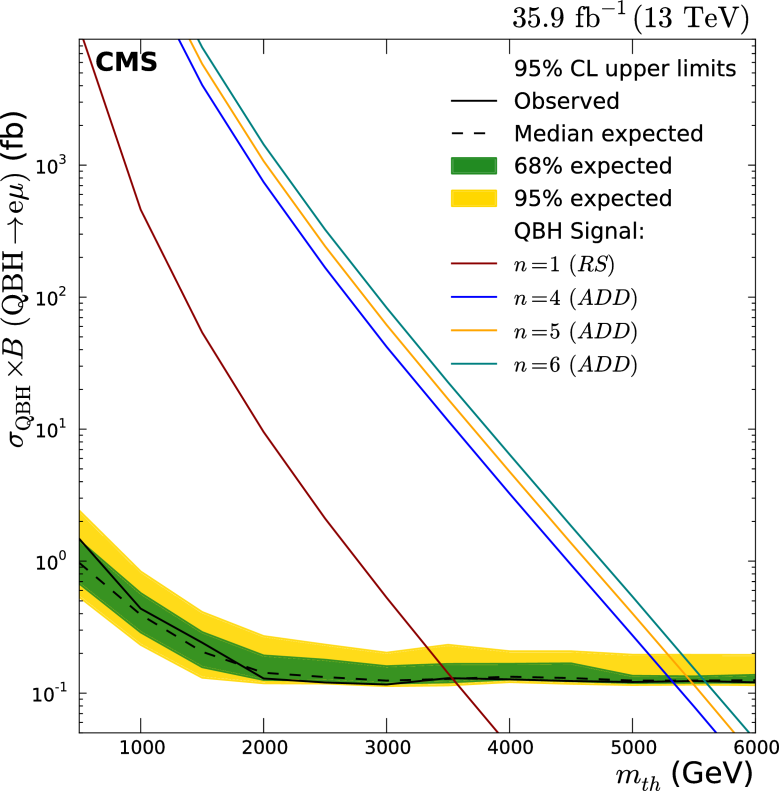 35.9 fb⁻¹ (13 TeV)
CMS
95% CL upper limits
Observed
Median expected
68% expected
95% expected
QBH Signal:
n=1 (RS)
n=4 (ADD)
n=5 (ADD)
n=6 (ADD)
σ_QBH × B (QBH → eμ) (fb)
10³
10²
10¹
10⁰
10⁻¹
1000 2000 3000 4000 5000 6000
m_th (GeV)